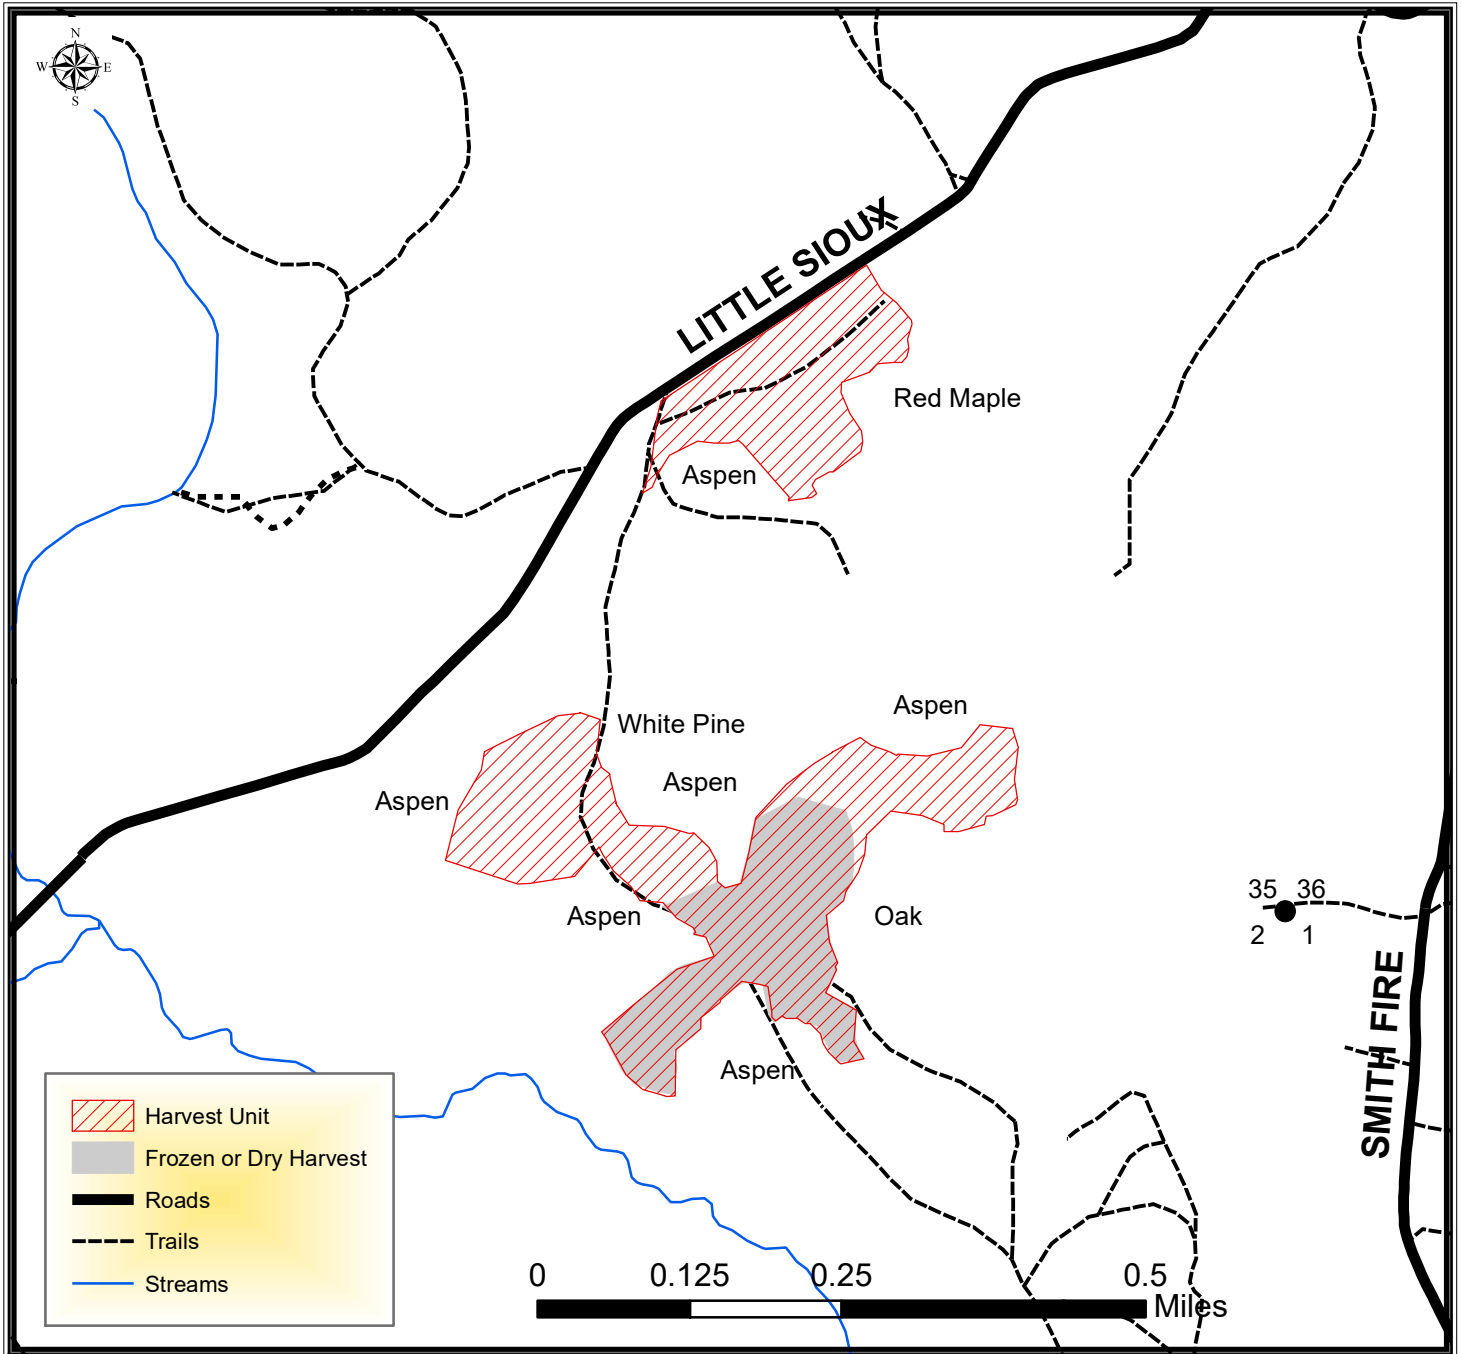 N
W E
S
LITTLE SIOUX
Red Maple
Aspen
White Pine
Aspen
Aspen
Aspen
Aspen
Oak
35 36
2 1
SMITH FIRE
Aspen
Harvest Unit
Frozen or Dry Harvest
Roads
Trails
Streams
0 0.125 0.25 0.5
Miles